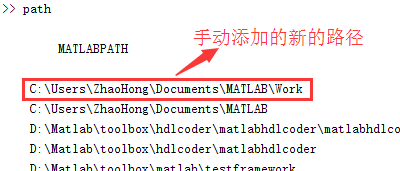 >> path
手动添加的新的路径
MATLABPATH
C:\Users\ZhaoHong\Documents\MATLAB\Work
C:\Users\ZhaoHong\Documents\MATLAB
D:\Matlab\toolbox\hdlcoder\matlabhdlcoder\matlabhdlco
D:\Matlab\toolbox\hdlcoder\matlabhdlcoder
D:\Matlab\toolbox\matlab\testframework